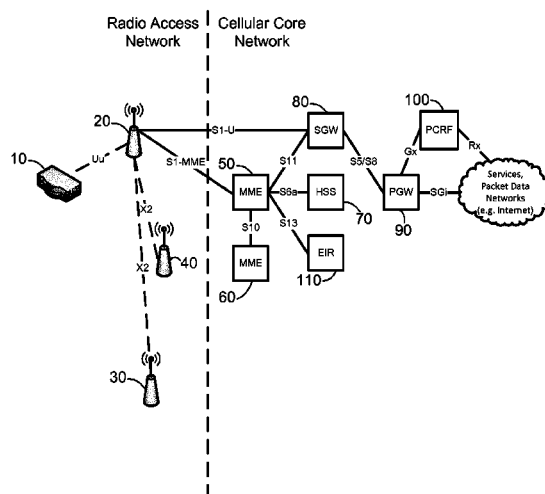 Radio Access
Network
Cellular Core
Network
80
100
20
S1-U
SGW
PCRF
10
Uu
S1-MME
50
S11
S5/S8
Gx
Rx
Services,
Packet Data
Networks
(e.g. Internet)
MME
S6a
HSS
PGW
SGi
X2
70
90
S10
S13
40
X2
MME
EIR
60
110
30